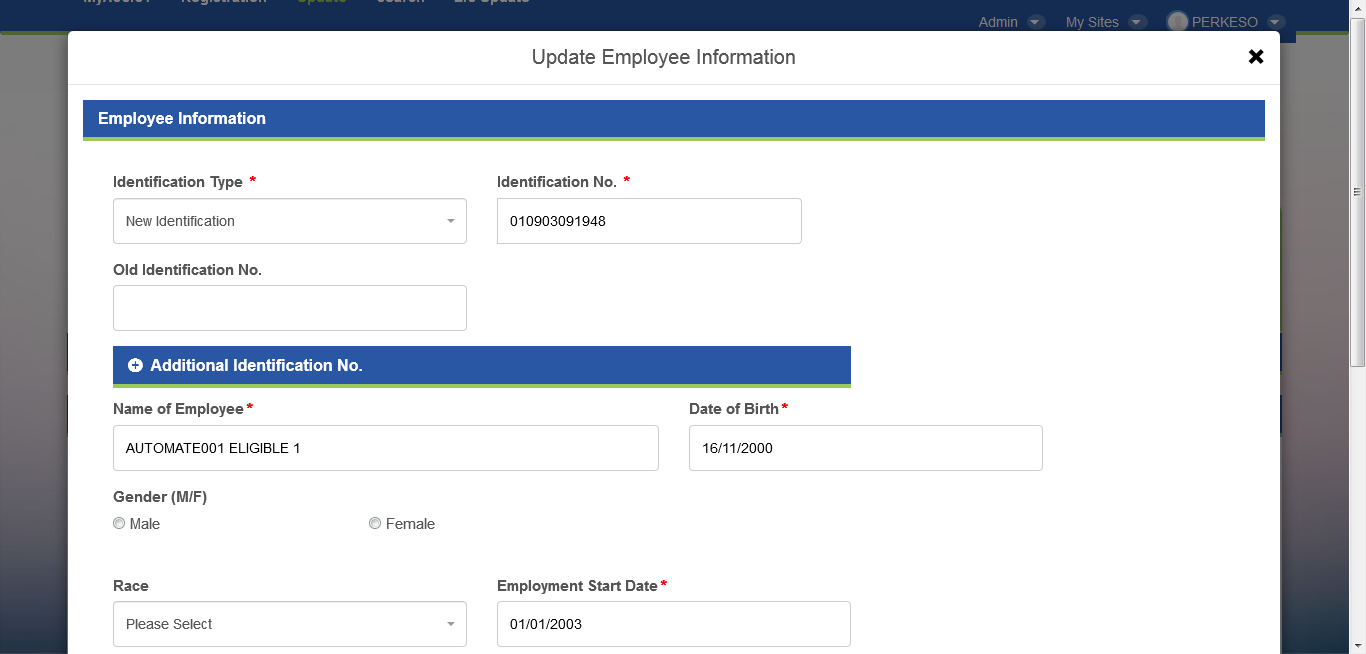 Admin My Sites PERKESO
Update Employee Information
Employee Information
Identification Type * Identification No. *
New Identification 010903091948
Old Identification No.
Additional Identification No.
Name of Employee* Date of Birth*
AUTOMATE001 ELIGIBLE 1 16/11/2000
Gender (M/F)
Male Female
Race Employment Start Date*
Please Select 01/01/2003